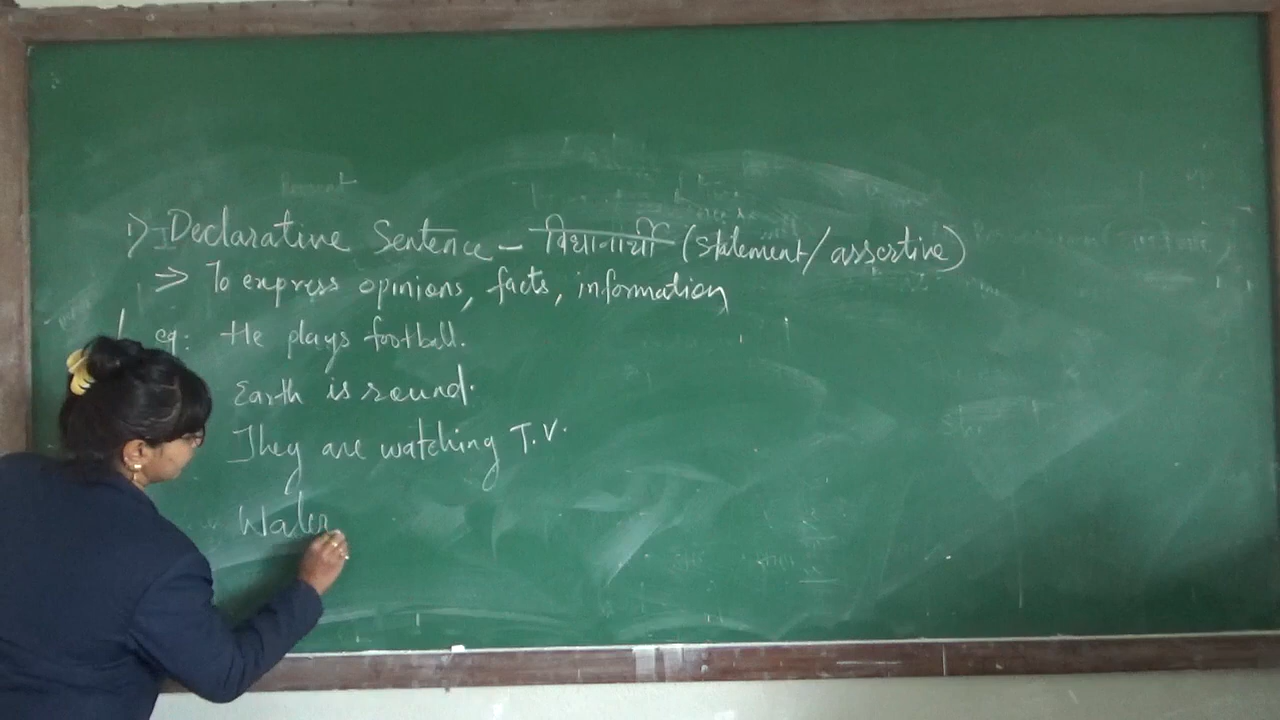 1) Declarative Sentence - विधानार्थी (Statement/assertive)
⇒ To express opinions, facts, information
eg: He plays football.
Earth is round.
They are watching T.V.
Water